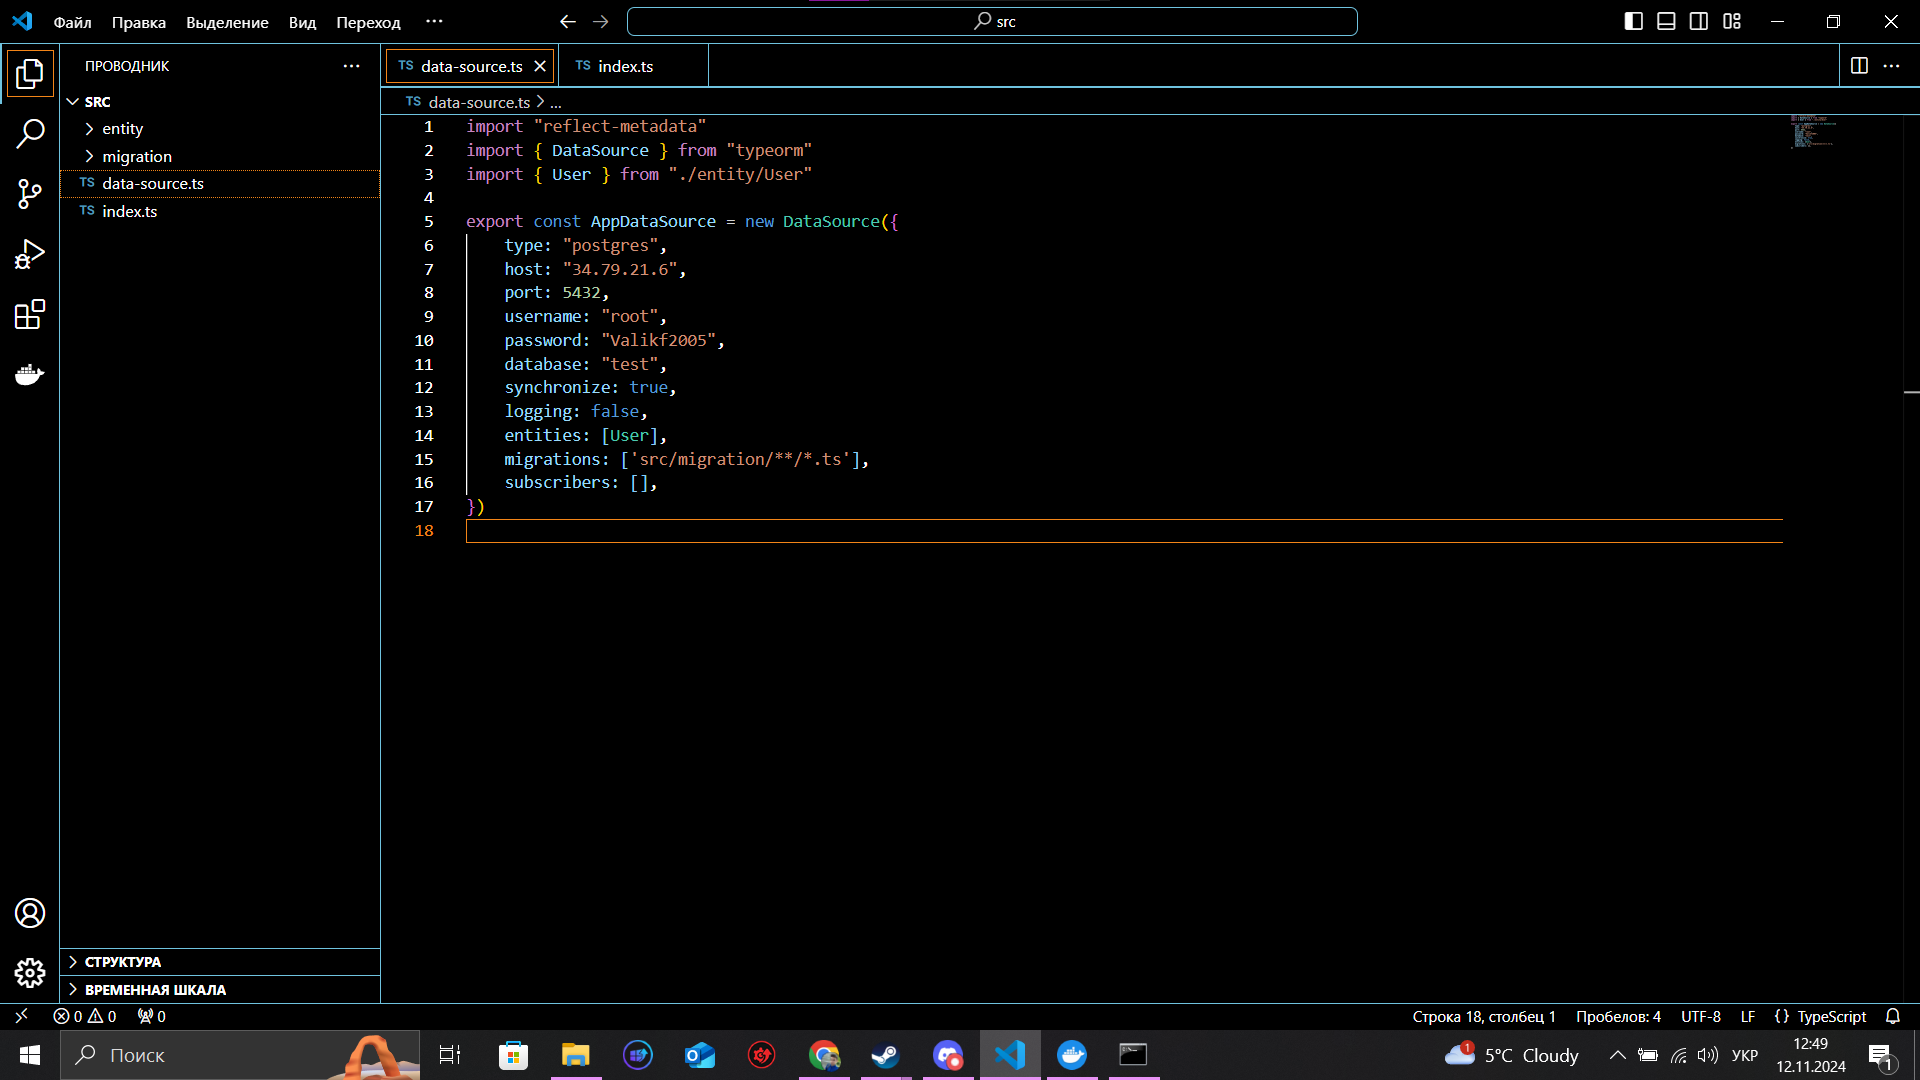 Файл Правка Выделение Вид Переход ··· src
ПРОВОДНИК ···
SRC
entity
migration
TS data-source.ts
TS index.ts
TS data-source.ts TS index.ts ···
TS data-source.ts > ...
1 import "reflect-metadata"
2 import { DataSource } from "typeorm"
3 import { User } from "./entity/User"
4
5 export const AppDataSource = new DataSource({
6 type: "postgres",
7 host: "34.79.21.6",
8 port: 5432,
9 username: "root",
10 password: "Valikf2005",
11 database: "test",
12 synchronize: true,
13 logging: false,
14 entities: [User],
15 migrations: ['src/migration/**/*.ts'],
16 subscribers: [],
17 })
18
СТРУКТУРА
ВРЕМЕННАЯ ШКАЛА
0 0 0 Строка 18, столбец 1 Пробелов: 4 UTF-8 LF {} TypeScript
Поиск 1 5°C Cloudy УКР 12:49
12.11.2024 1